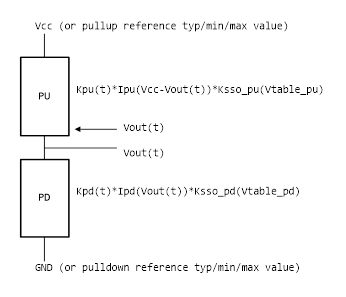 Vcc (or pullup reference typ/min/max value)
PU
Kpu(t)*Ipu(Vcc-Vout(t))*Ksso_pu(Vtable_pu)
Vout(t)
Vout(t)
PD
Kpd(t)*Ipd(Vout(t))*Ksso_pd(Vtable_pd)
GND (or pulldown reference typ/min/max value)